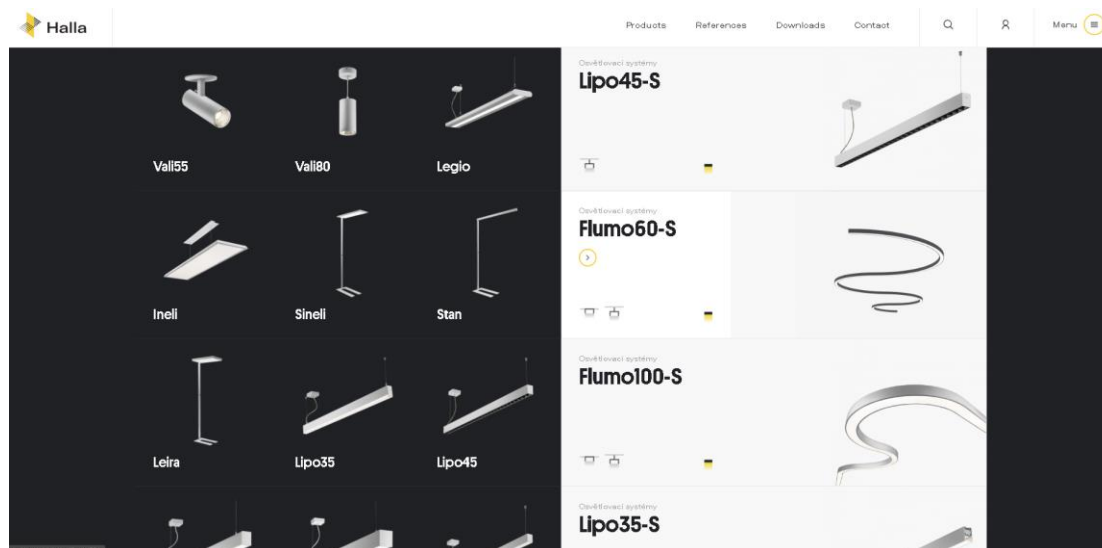 Halla
Products References Downloads Contact Menu
Vali55 Vali80 Legio
Ineli Sineli Stan
Leira Lipo35 Lipo45
Osvětlovací systémy
Lipo45-S
Osvětlovací systémy
Flumo60-S
Osvětlovací systémy
Flumo100-S
Osvětlovací systémy
Lipo35-S